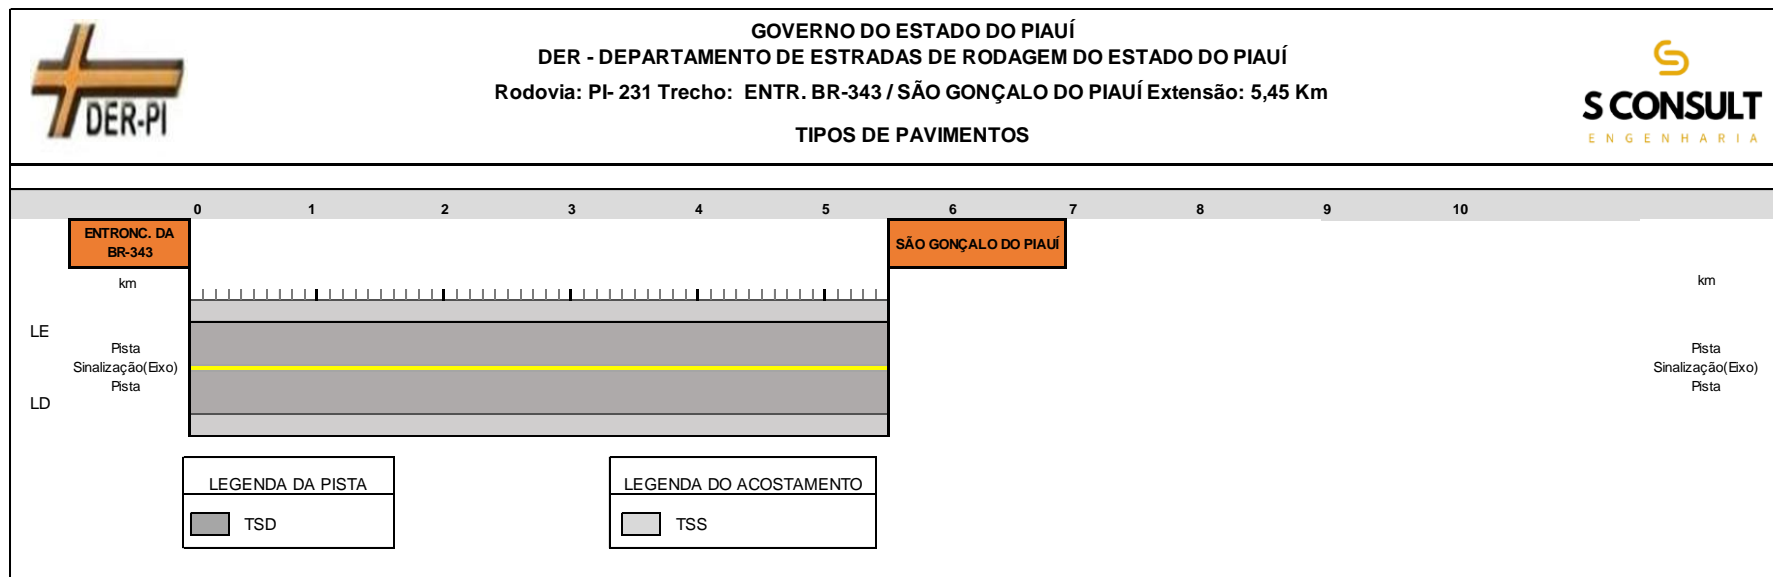 DER-PI
GOVERNO DO ESTADO DO PIAUÍ
DER - DEPARTAMENTO DE ESTRADAS DE RODAGEM DO ESTADO DO PIAUÍ
Rodovia: PI- 231 Trecho: ENTR. BR-343 / SÃO GONÇALO DO PIAUÍ Extensão: 5,45 Km
TIPOS DE PAVIMENTOS
S CONSULT
ENGENHARIA
0 1 2 3 4 5 6 7 8 9 10
ENTRONC. DA
BR-343
SÃO GONÇALO DO PIAUÍ
km
km
LE
Pista
Sinalização(Eixo)
Pista
LD
Pista
Sinalização(Eixo)
Pista
LEGENDA DA PISTA
TSD
LEGENDA DO ACOSTAMENTO
TSS